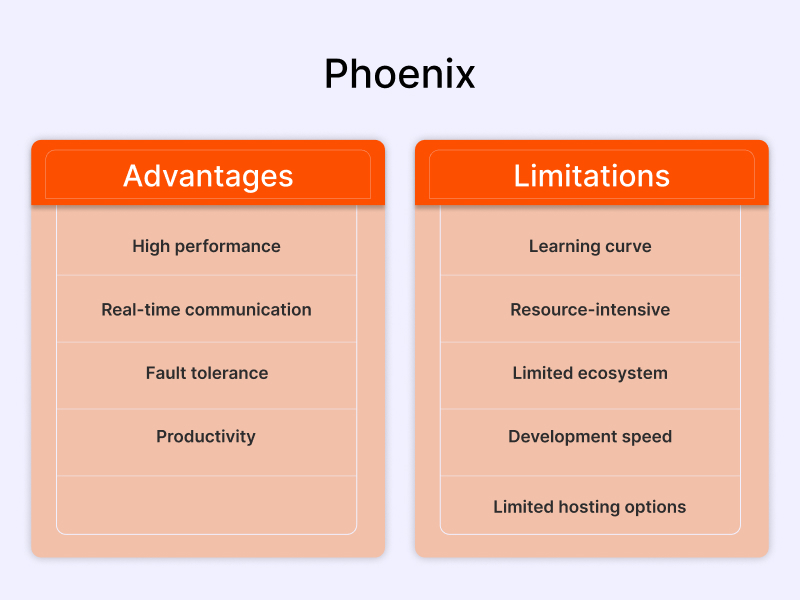 Phoenix
Advantages
High performance
Real-time communication
Fault tolerance
Productivity
Limitations
Learning curve
Resource-intensive
Limited ecosystem
Development speed
Limited hosting options